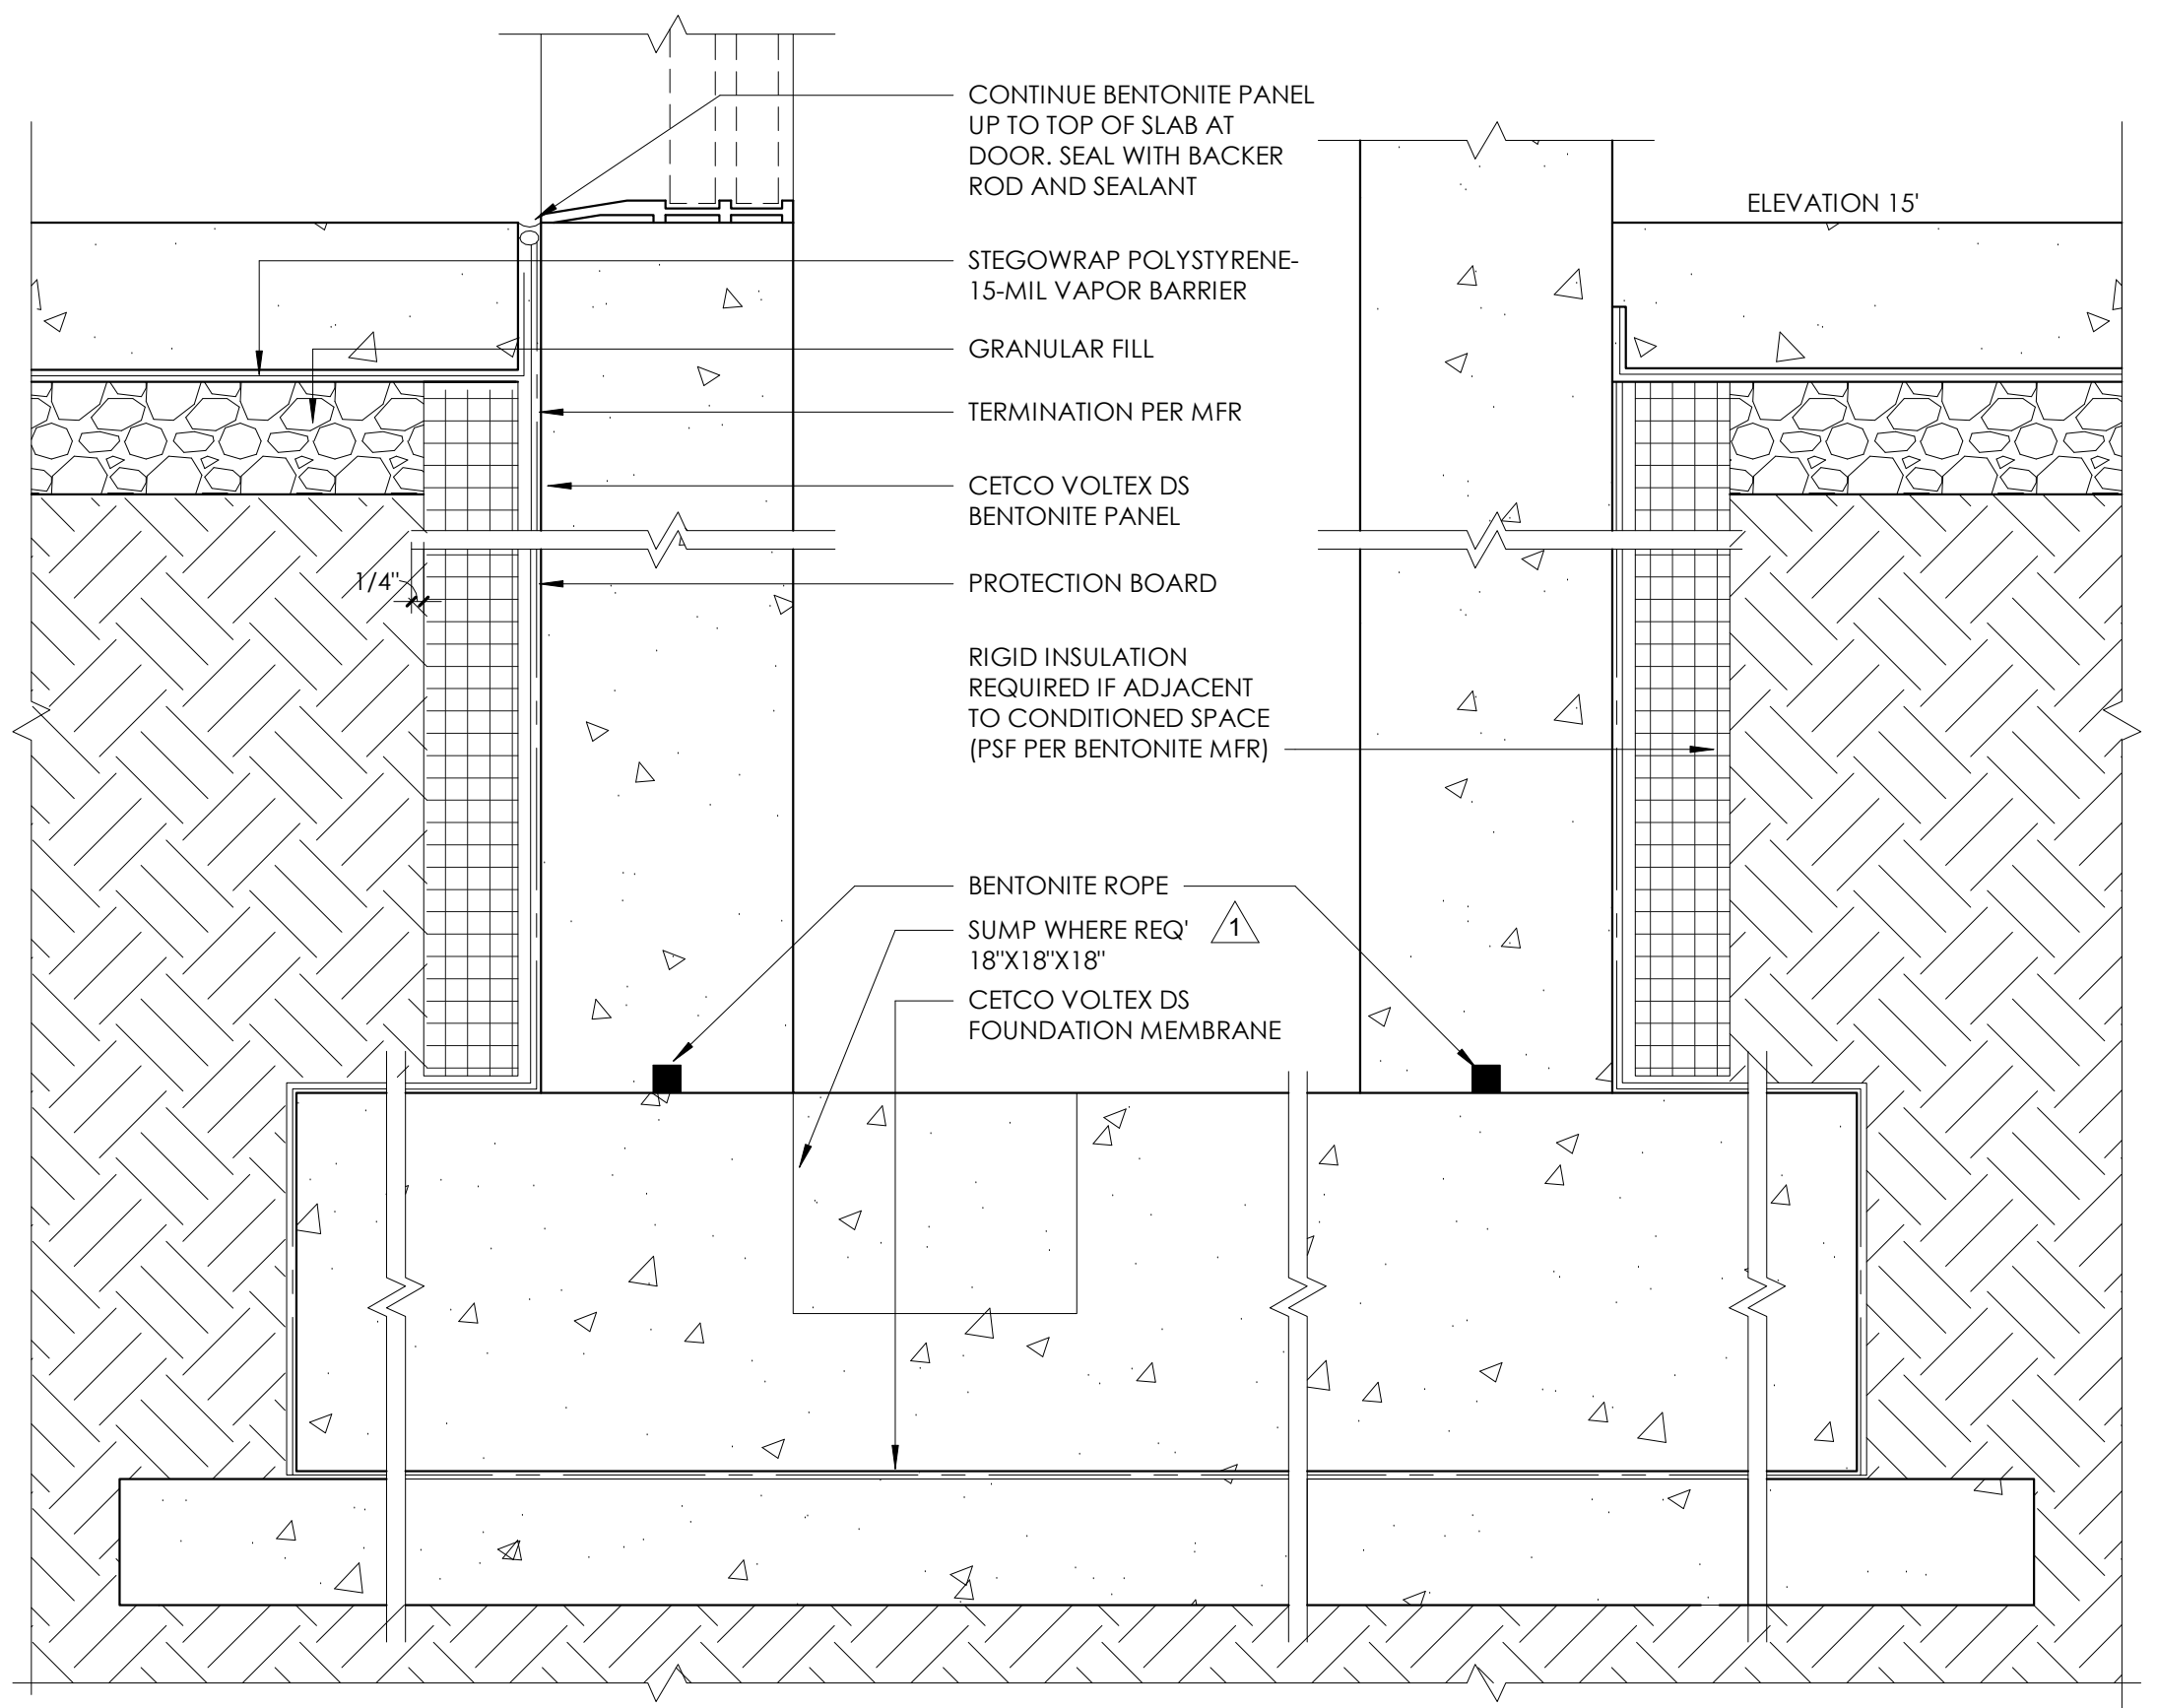 CONTINUE BENTONITE PANEL
UP TO TOP OF SLAB AT
DOOR. SEAL WITH BACKER
ROD AND SEALANT
ELEVATION 15'
STEGOWRAP POLYSTYRENE-
15-MIL VAPOR BARRIER
GRANULAR FILL
TERMINATION PER MFR
CETCO VOLTEX DS
BENTONITE PANEL
1/4"
PROTECTION BOARD
RIGID INSULATION
REQUIRED IF ADJACENT
TO CONDITIONED SPACE
(PSF PER BENTONITE MFR)
BENTONITE ROPE
SUMP WHERE REQ' 1
18"X18"X18"
CETCO VOLTEX DS
FOUNDATION MEMBRANE